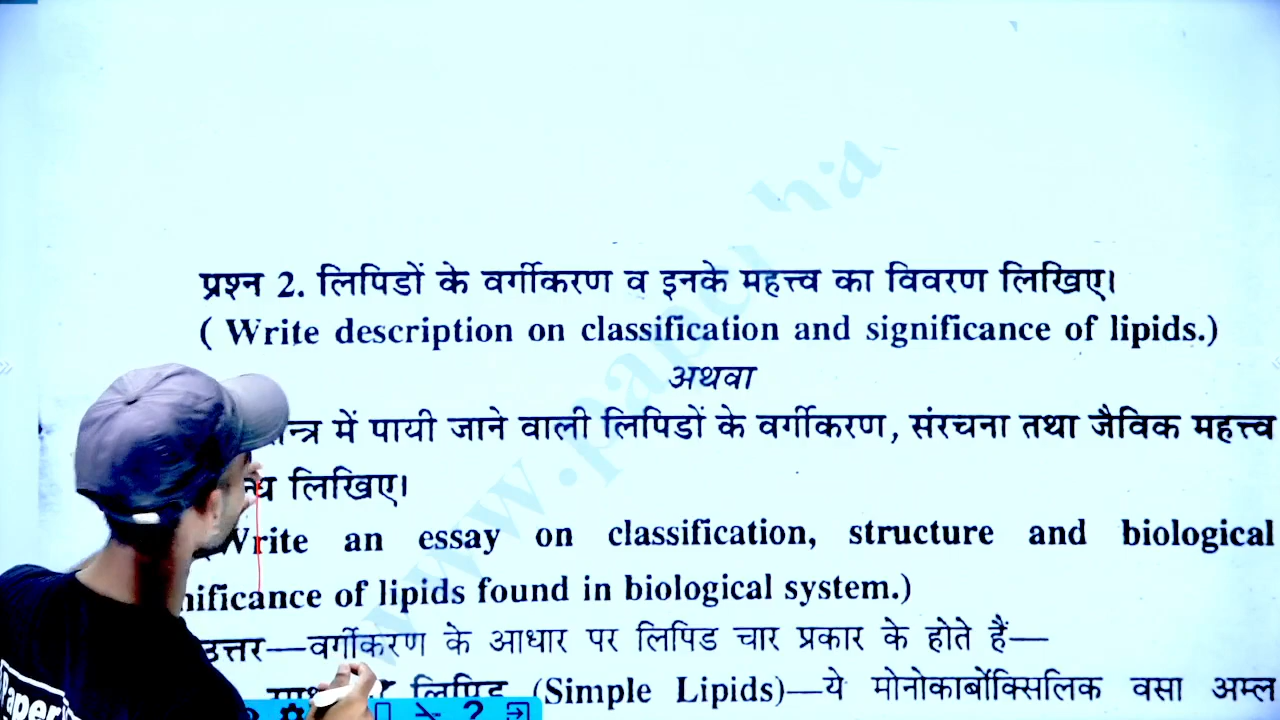 प्रश्न 2. लिपिडों के वर्गीकरण व इनके महत्त्व का विवरण लिखिए।
( Write description on classification and significance of lipids.)
अथवा
में पायी जाने वाली लिपिडों के वर्गीकरण, संरचना तथा जैविक महत्त्व
लिखिए।
(Write an essay on classification, structure and biological
of lipids found in biological system.)
उत्तर—वर्गीकरण के आधार पर लिपिड चार प्रकार के होते हैं—
लिपिड (Simple Lipids)—ये मोनोकार्बोक्सिलिक वसा अम्ल